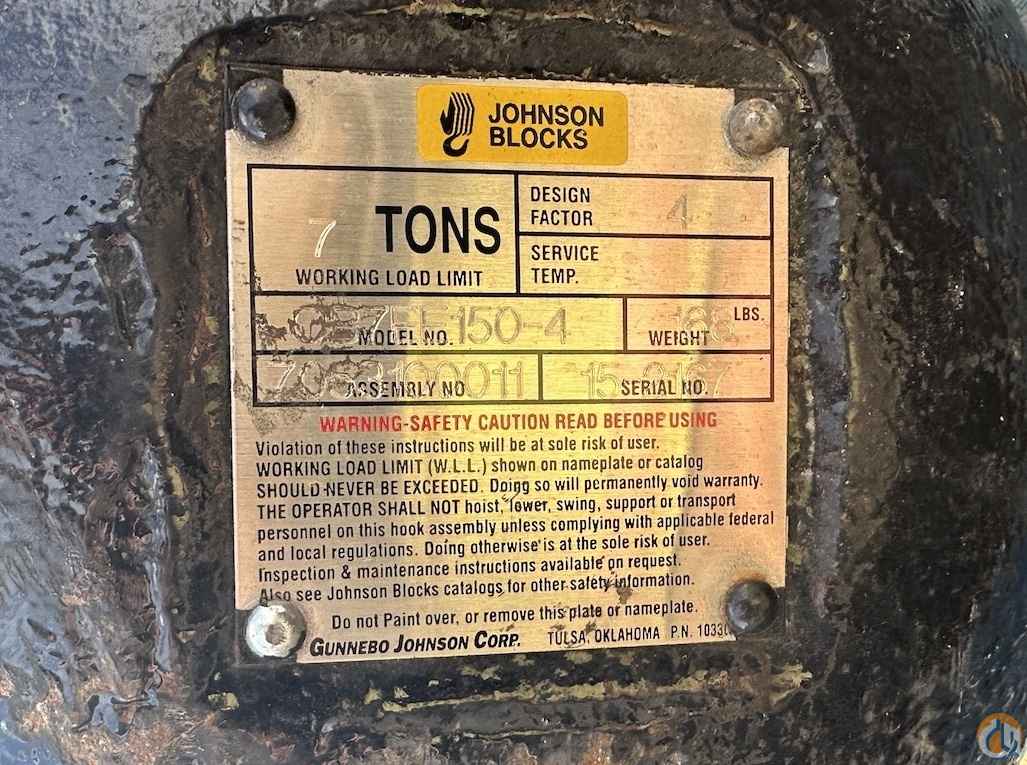 JOHNSON
BLOCKS
7 TONS
WORKING LOAD LIMIT
DESIGN
FACTOR 4
SERVICE
TEMP.
150-4
MODEL NO.
LBS.
WEIGHT
ASSEMBLY NO
SERIAL NO.
WARNING-SAFETY CAUTION READ BEFORE USING
Violation of these instructions will be at sole risk of user.
WORKING LOAD LIMIT (W.L.L.) shown on nameplate or catalog
SHOULD NEVER BE EXCEEDED. Doing so will permanently void warranty.
THE OPERATOR SHALL NOT hoist, lower, swing, support or transport
personnel on this hook assembly unless complying with applicable federal
and local regulations. Doing otherwise is at the sole risk of user.
Inspection & maintenance instructions available on request.
Also see Johnson Blocks catalogs for other safety information.
Do not Paint over, or remove this plate or nameplate.
GUNNEBO JOHNSON CORP. TULSA, OKLAHOMA P.N.